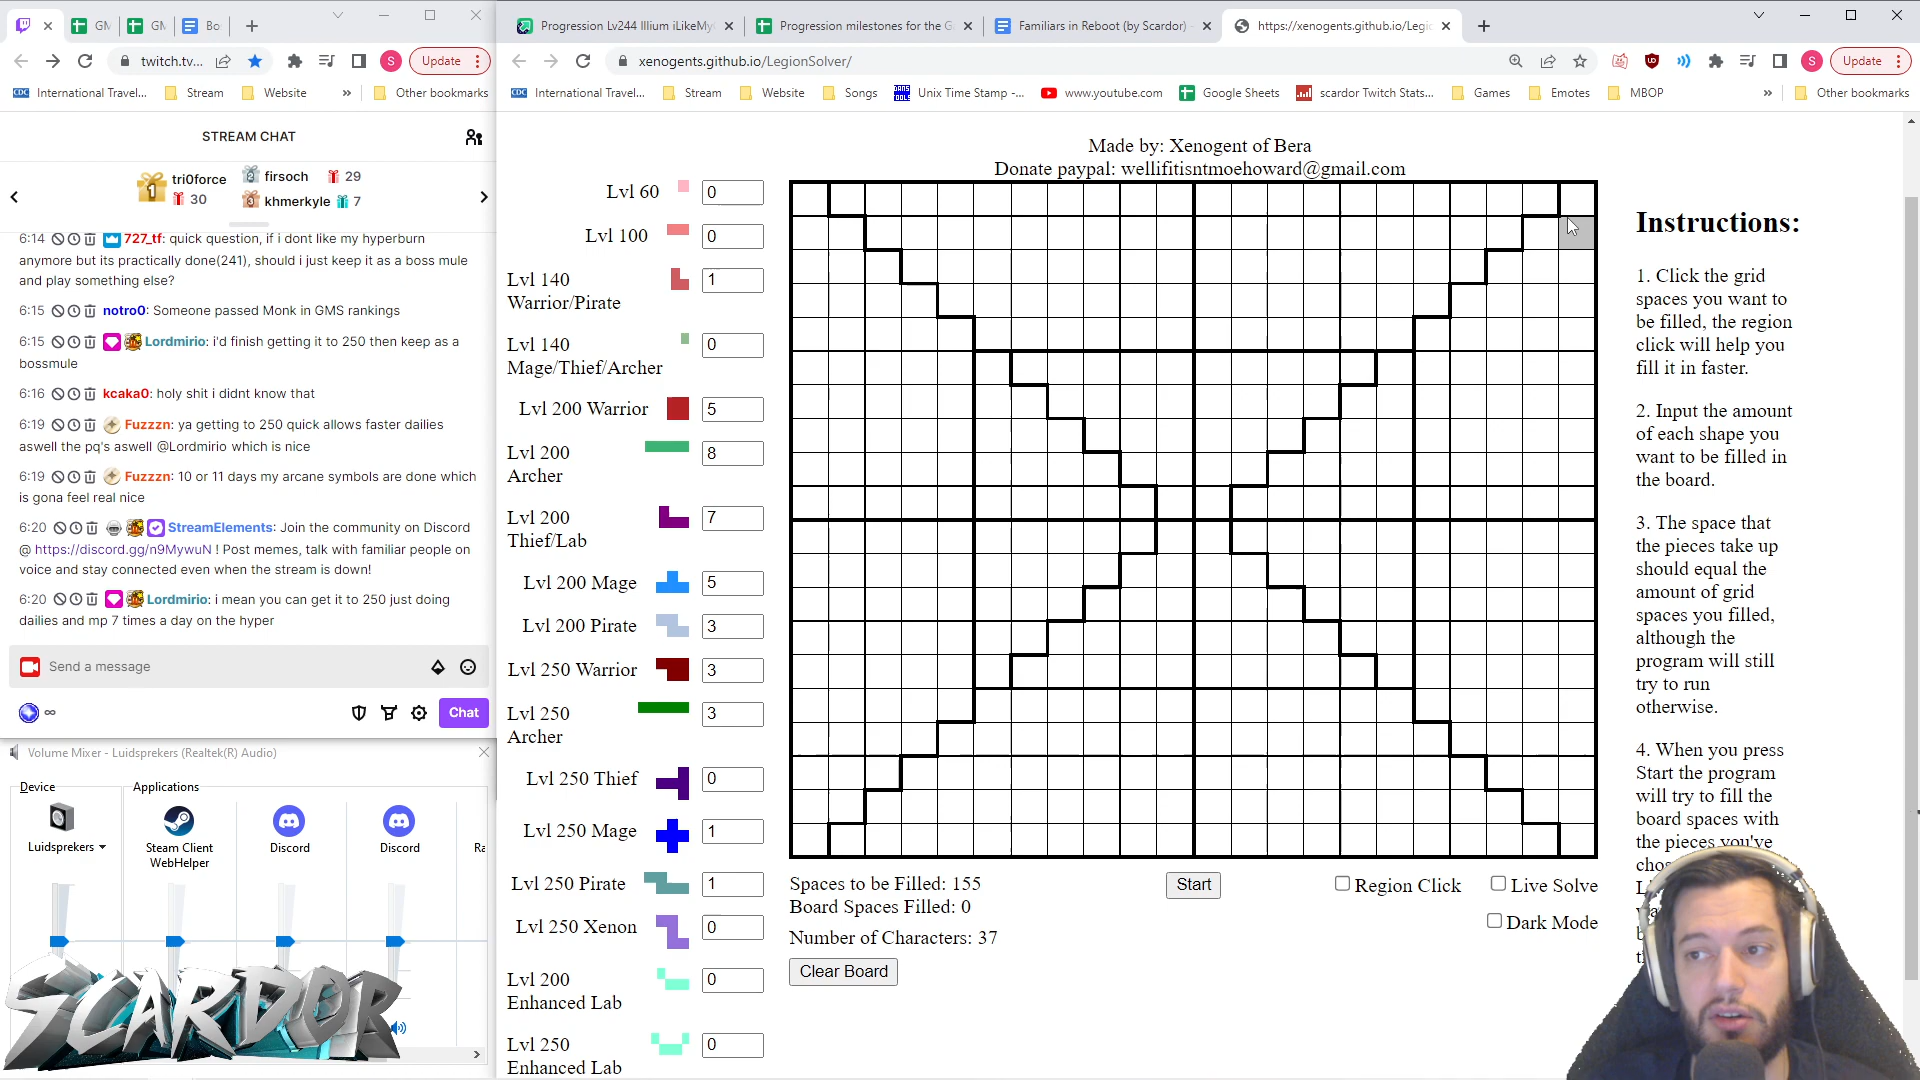 GM
GM
Bo
Progression Lv244 Illium iLikeMy
Progression milestones for the G
Familiars in Reboot (by Scardor) -
https://xenogents.github.io/Legic
twitch.tv...
S
Update
xenogents.github.io/LegionSolver/
S
Update
International Travel...
Stream
Website
»
Other bookmarks
International Travel...
Stream
Website
Songs
Unix Time Stamp -...
www.youtube.com
Google Sheets
scardor Twitch Stats...
Games
Emotes
MBOP
»
Other bookmarks
STREAM CHAT
1 tri0force 30
2 firsoch 29
3 khmerkyle 7
6:14 727_tf: quick question, if i dont like my hyperburn
anymore but its practically done(241), should i just keep it as a boss mule
and play something else?
6:15 notro0: Someone passed Monk in GMS rankings
6:15 Lordmirio: i'd finish getting it to 250 then keep as a
bossmule
6:16 kcaka0: holy shit i didnt know that
6:19 Fuzzzn: ya getting to 250 quick allows faster dailies
aswell the pq's aswell @Lordmirio which is nice
6:19 Fuzzzn: 10 or 11 days my arcane symbols are done which
is gona feel real nice
6:20 StreamElements: Join the community on Discord
@ https://discord.gg/n9MywuN ! Post memes, talk with familiar people on
voice and stay connected even when the stream is down!
6:20 Lordmirio: i mean you can get it to 250 just doing
dailies and mp 7 times a day on the hyper
Send a message
∞
Chat
Volume Mixer - Luidsprekers (Realtek(R) Audio)
Device
Applications
Luidsprekers
Steam Client
WebHelper
Discord
Discord
Ra
SCARDOR
Made by: Xenogent of Bera
Donate paypal: wellifitisntmoehoward@gmail.com
Lvl 60 0
Lvl 100 0
Lvl 140
Warrior/Pirate 1
Lvl 140
Mage/Thief/Archer 0
Lvl 200 Warrior 5
Lvl 200
Archer 8
Lvl 200
Thief/Lab 7
Lvl 200 Mage 5
Lvl 200 Pirate 3
Lvl 250 Warrior 3
Lvl 250
Archer 3
Lvl 250 Thief 0
Lvl 250 Mage 1
Lvl 250 Pirate 1
Lvl 250 Xenon 0
Lvl 200
Enhanced Lab 0
Lvl 250
Enhanced Lab 0
Spaces to be Filled: 155
Board Spaces Filled: 0
Number of Characters: 37
Clear Board
Start
Region Click
Live Solve
Dark Mode
Instructions:
1. Click the grid
spaces you want to
be filled, the region
click will help you
fill it in faster.
2. Input the amount
of each shape you
want to be filled in
the board.
3. The space that
the pieces take up
should equal the
amount of grid
spaces you filled,
although the
program will still
try to run
otherwise.
4. When you press
Start the program
will try to fill the
board spaces with
the pieces you've